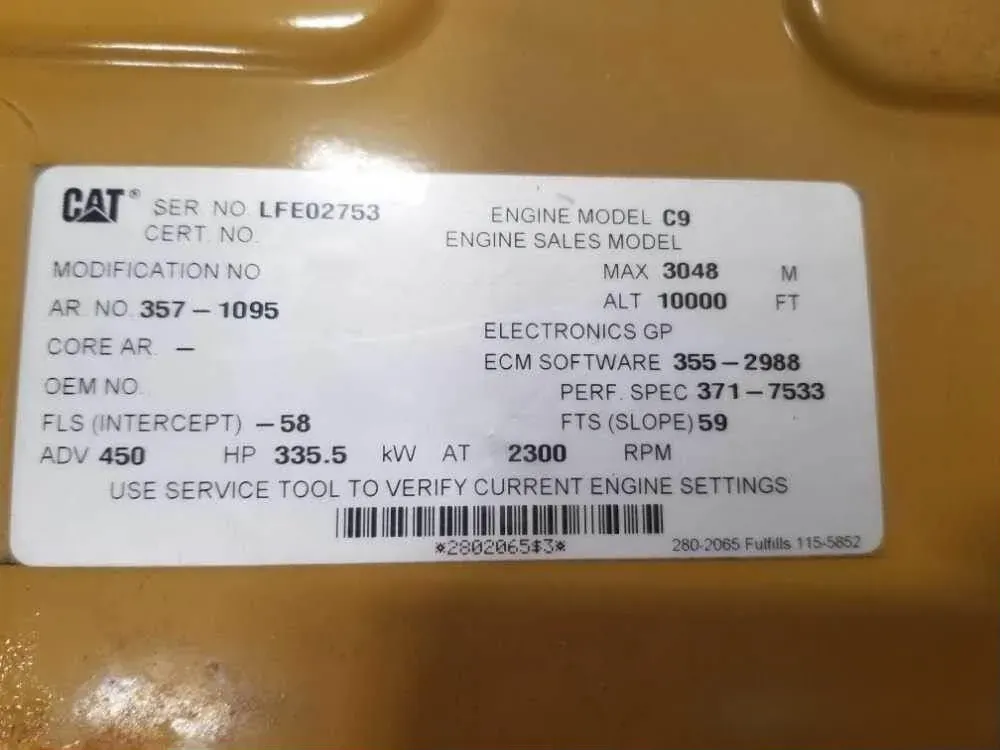 CAT® SER NO. LFE02753 ENGINE MODEL C9
CERT. NO. ENGINE SALES MODEL
MODIFICATION NO MAX 3048 M
AR. NO. 357-1095 ALT 10000 FT
ELECTRONICS GP
CORE AR. - ECM SOFTWARE 355-2988
OEM NO. PERF. SPEC 371-7533
FLS (INTERCEPT) -58 FTS (SLOPE) 59
ADV 450 HP 335.5 kW AT 2300 RPM
USE SERVICE TOOL TO VERIFY CURRENT ENGINE SETTINGS
*2802065$3* 280-2065 Fulfills 115-5852